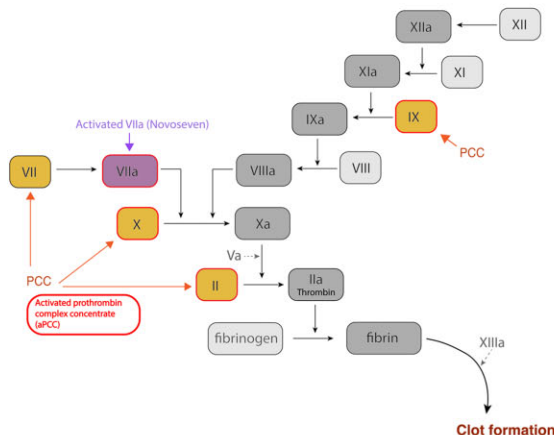 XIIa
XII
XIa
XI
IXa
IX
Activated VIIa (Novoseven)
PCC
VII
VIIa
VIIIa
VIII
X
Xa
Va
PCC
II
IIa
Thrombin
Activated prothrombin
complex concentrate
(aPCC)
fibrinogen
fibrin
XIIIa
Clot formation